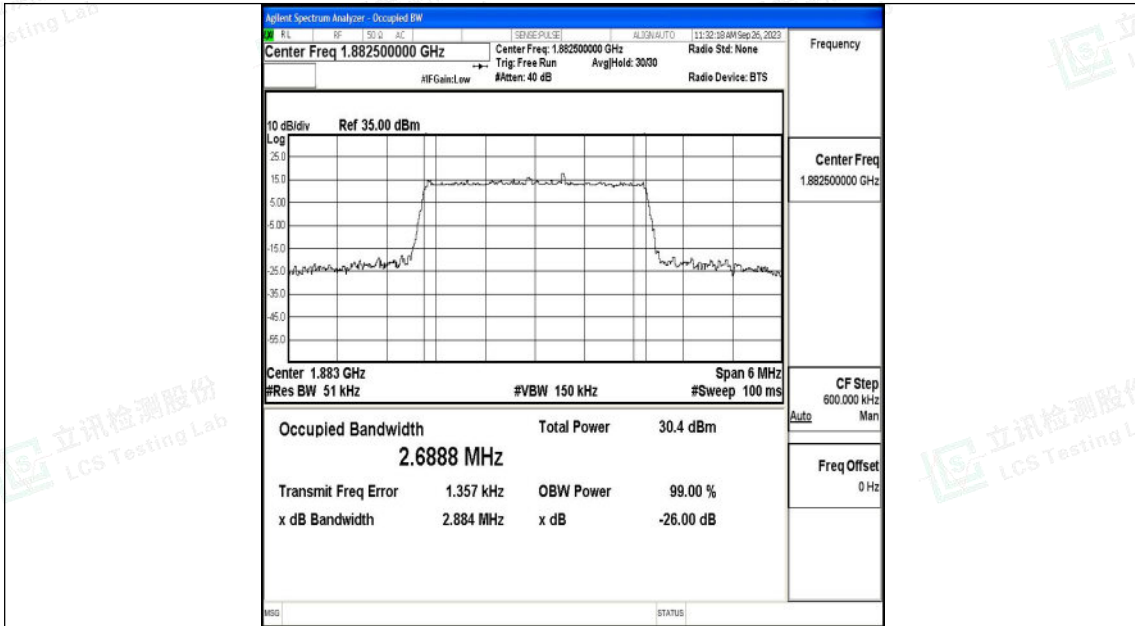 Agilent Spectrum Analyzer - Occupied BW
RL RF 50 Ω AC SENSE:PULSE ALIGNAUTO 11:32:18 AM Sep 26, 2023
Center Freq 1.882500000 GHz
Center Freq: 1.882500000 GHz
Radio Std: None
Trig: Free Run Avg|Hold: 30/30
#IFGain:Low
#Atten: 40 dB
Radio Device: BTS
10 dB/div Ref 35.00 dBm
Log
25.0
15.0
5.00
-5.00
-15.0
-25.0
-35.0
-45.0
-55.0
Center 1.883 GHz
Span 6 MHz
#Res BW 51 kHz
#VBW 150 kHz
#Sweep 100 ms
Occupied Bandwidth
Total Power 30.4 dBm
2.6888 MHz
Transmit Freq Error 1.357 kHz
OBW Power 99.00 %
x dB Bandwidth 2.884 MHz
x dB -26.00 dB
MSG
STATUS
Frequency
Center Freq
1.882500000 GHz
CF Step
600.000 kHz
Auto Man
Freq Offset
0 Hz
sting Lab
立讯检测股份
LCS Testing Lab
立讯检测股份
LCS Testing L